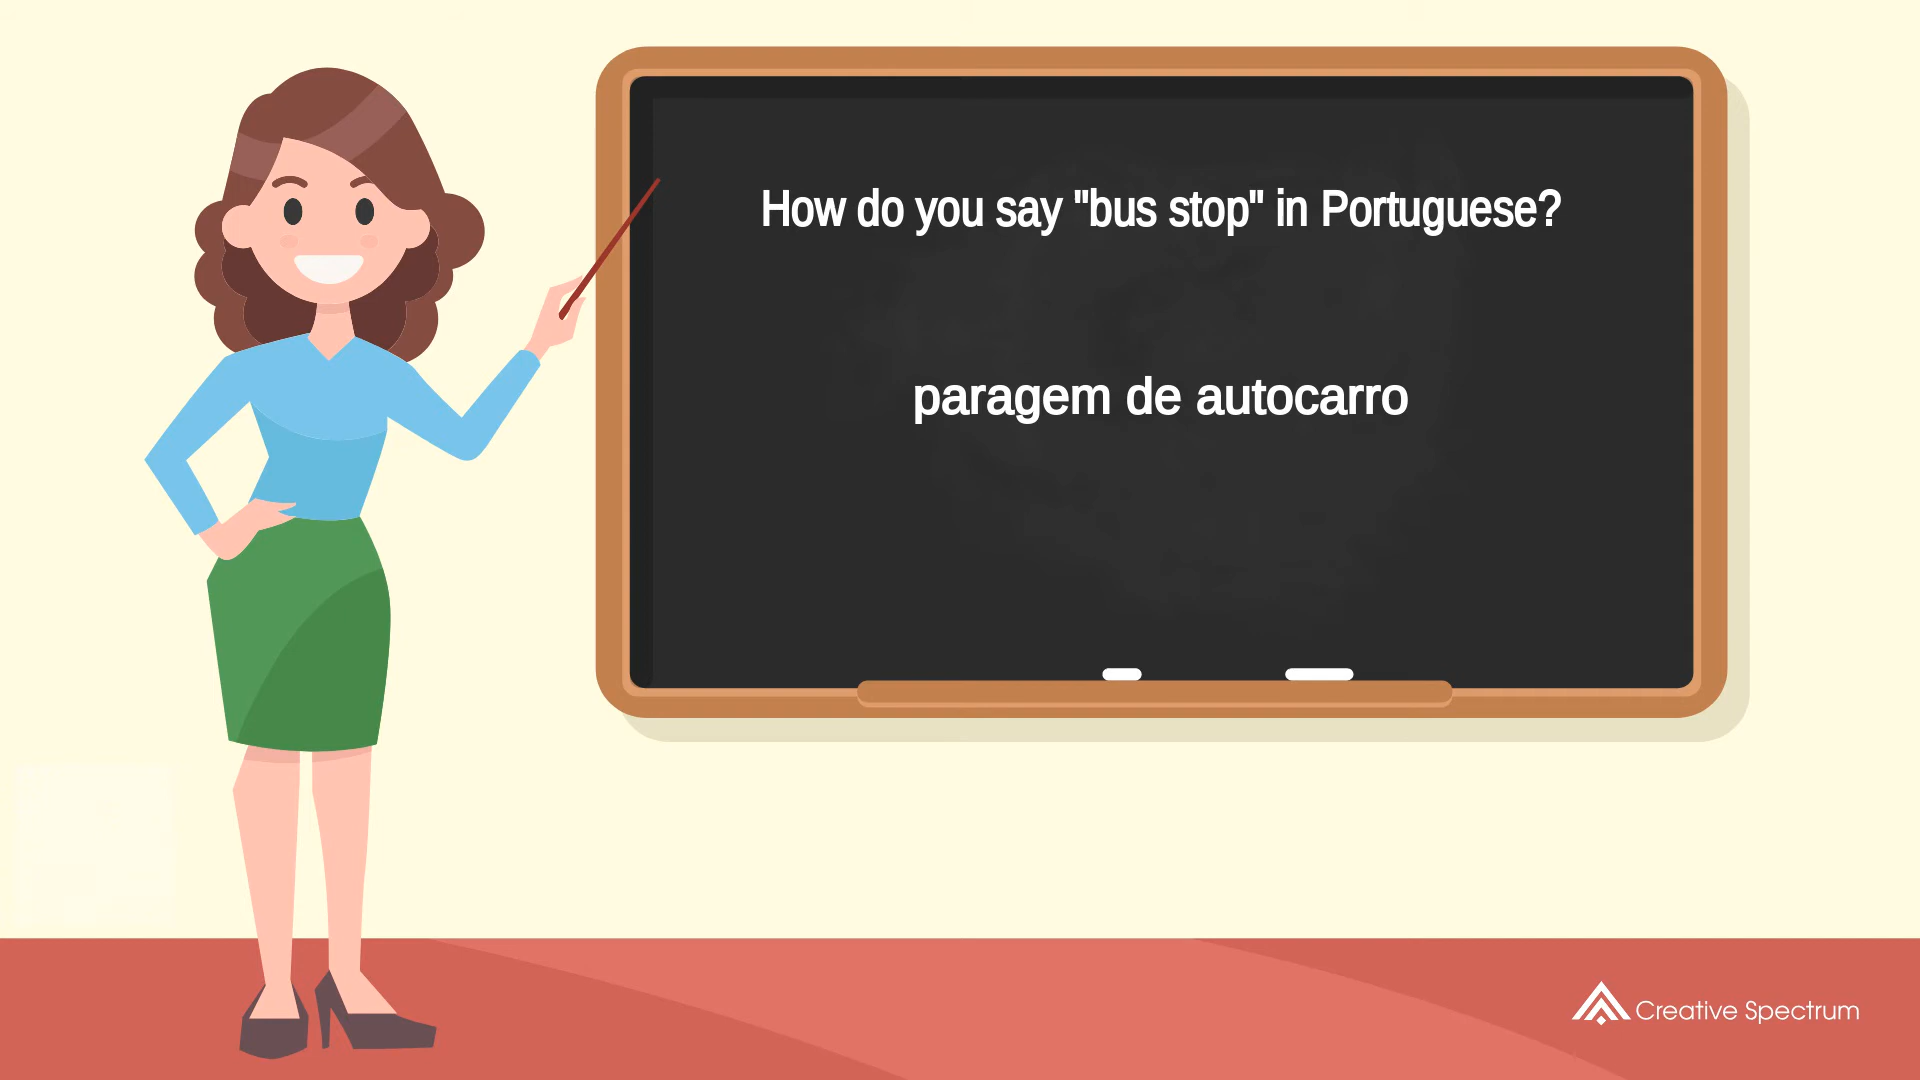 How do you say "bus stop" in Portuguese?
paragem de autocarro
Creative Spectrum